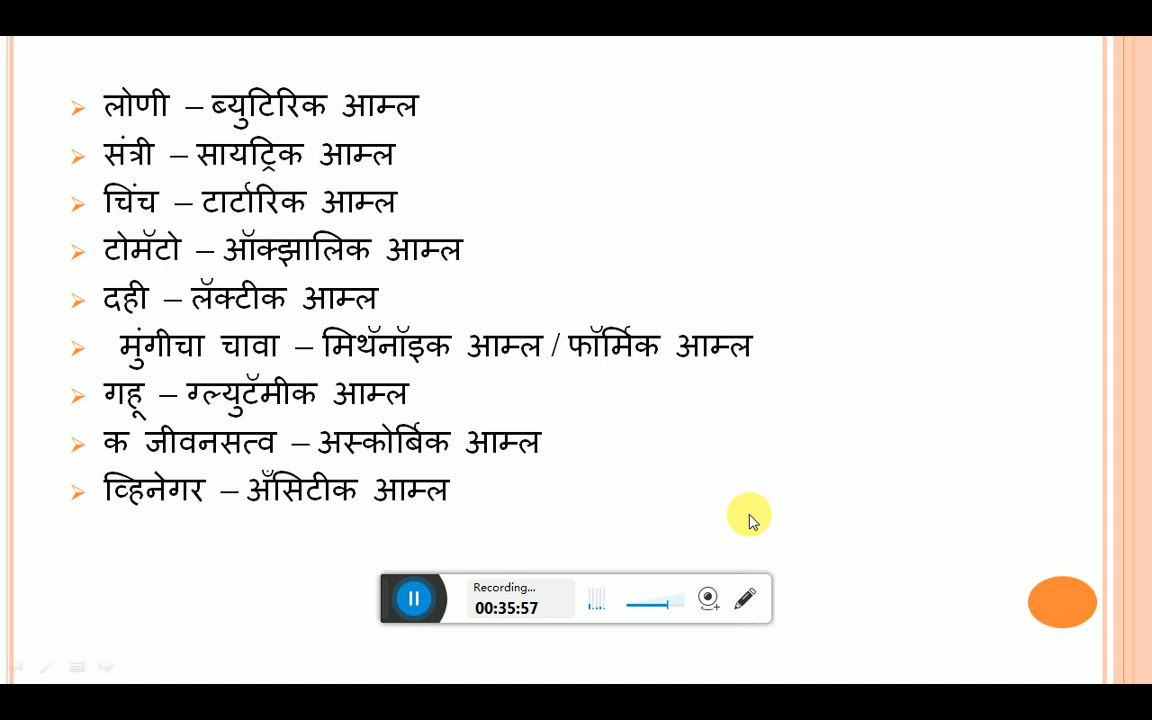 लोणी – ब्युटिरिक आम्ल
संत्री – सायट्रिक आम्ल
चिंच – टार्टारिक आम्ल
टोमॅटो – ऑक्झालिक आम्ल
दही – लॅक्टीक आम्ल
मुंगीचा चावा – मिथॅनॉइक आम्ल / फॉर्मिक आम्ल
गहू – ग्ल्युटॅमीक आम्ल
क जीवनसत्व – अस्कोर्बिक आम्ल
व्हिनेगर – अँसिटीक आम्ल
Recording...
00:35:57